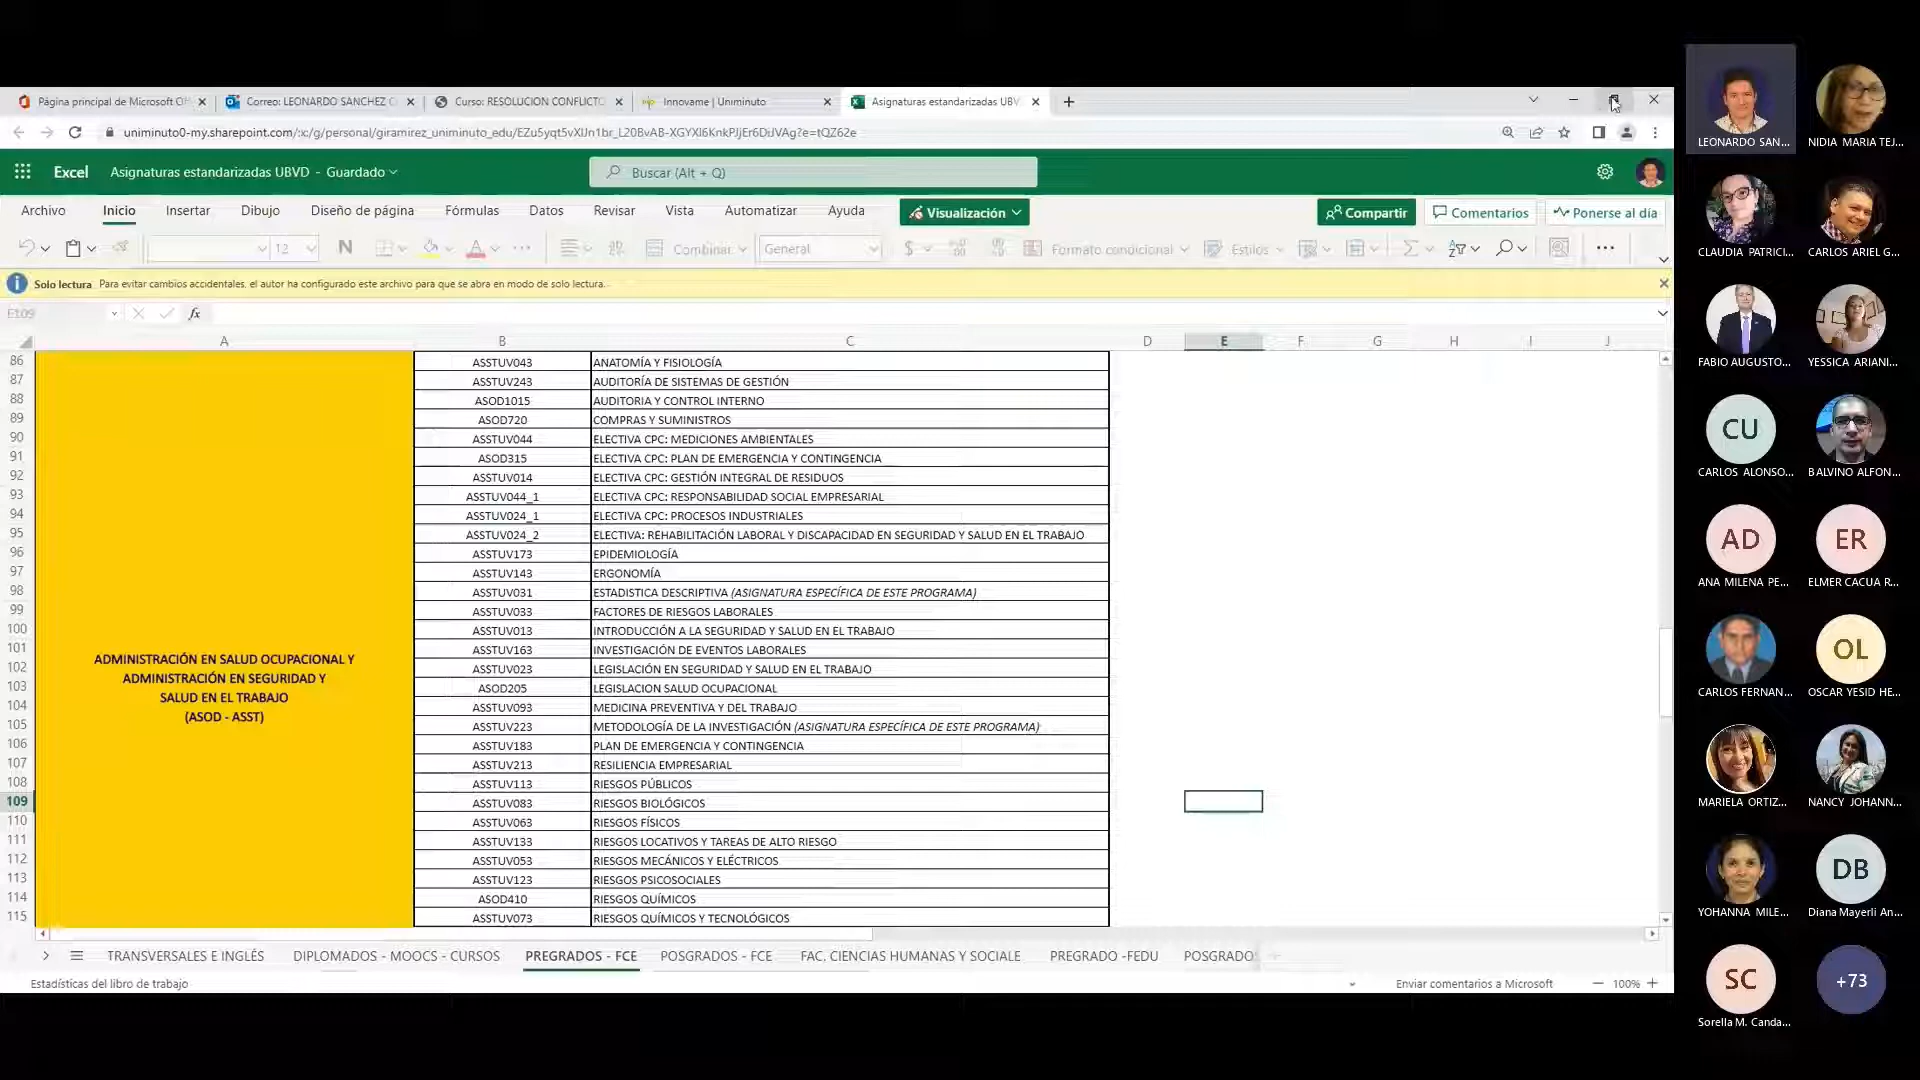 Página principal de Microsoft Of
Correo: LEONARDO SANCHEZ C
Curso: RESOLUCION CONFLICTO
Innovame | Uniminuto
Asignaturas estandarizadas UBV
Excel
Asignaturas estandarizadas UBVD - Guardado
Buscar (Alt + Q)
Archivo
Inicio
Insertar
Dibujo
Diseño de página
Fórmulas
Datos
Revisar
Vista
Automatizar
Ayuda
Visualización
Compartir
Comentarios
Ponerse al día
12
N
Combinar
General
Formato condicional
Estilos
Solo lectura Para evitar cambios accidentales, el autor ha configurado este archivo para que se abra en modo de solo lectura.
E109
fx
A B C D E F G H I J
86 ASSTUV043 ANATOMÍA Y FISIOLOGÍA
87 ASSTUV243 AUDITORÍA DE SISTEMAS DE GESTIÓN
88 ASOD1015 AUDITORIA Y CONTROL INTERNO
89 ASOD720 COMPRAS Y SUMINISTROS
90 ASSTUV044 ELECTIVA CPC: MEDICIONES AMBIENTALES
91 ASOD315 ELECTIVA CPC: PLAN DE EMERGENCIA Y CONTINGENCIA
92 ASSTUV014 ELECTIVA CPC: GESTIÓN INTEGRAL DE RESIDUOS
93 ASSTUV044_1 ELECTIVA CPC: RESPONSABILIDAD SOCIAL EMPRESARIAL
94 ASSTUV024_1 ELECTIVA CPC: PROCESOS INDUSTRIALES
95 ASSTUV024_2 ELECTIVA: REHABILITACIÓN LABORAL Y DISCAPACIDAD EN SEGURIDAD Y SALUD EN EL TRABAJO
96 ASSTUV173 EPIDEMIOLOGÍA
97 ASSTUV143 ERGONOMÍA
98 ASSTUV031 ESTADISTICA DESCRIPTIVA (ASIGNATURA ESPECÍFICA DE ESTE PROGRAMA)
99 ASSTUV033 FACTORES DE RIESGOS LABORALES
100 ASSTUV013 INTRODUCCIÓN A LA SEGURIDAD Y SALUD EN EL TRABAJO
101 ASSTUV163 INVESTIGACIÓN DE EVENTOS LABORALES
102 ASSTUV023 LEGISLACIÓN EN SEGURIDAD Y SALUD EN EL TRABAJO
103 ASOD205 LEGISLACION SALUD OCUPACIONAL
104 ASSTUV093 MEDICINA PREVENTIVA Y DEL TRABAJO
105 ASSTUV223 METODOLOGÍA DE LA INVESTIGACIÓN (ASIGNATURA ESPECÍFICA DE ESTE PROGRAMA)
106 ASSTUV183 PLAN DE EMERGENCIA Y CONTINGENCIA
107 ASSTUV213 RESILIENCIA EMPRESARIAL
108 ASSTUV113 RIESGOS PÚBLICOS
109 ASSTUV083 RIESGOS BIOLÓGICOS
110 ASSTUV063 RIESGOS FÍSICOS
111 ASSTUV133 RIESGOS LOCATIVOS Y TAREAS DE ALTO RIESGO
112 ASSTUV053 RIESGOS MECÁNICOS Y ELÉCTRICOS
113 ASSTUV123 RIESGOS PSICOSOCIALES
114 ASOD410 RIESGOS QUÍMICOS
115 ASSTUV073 RIESGOS QUÍMICOS Y TECNOLÓGICOS
ADMINISTRACIÓN EN SALUD OCUPACIONAL Y
ADMINISTRACIÓN EN SEGURIDAD Y
SALUD EN EL TRABAJO
(ASOD - ASST)
TRANSVERSALES E INGLÉS
DIPLOMADOS - MOOCS - CURSOS
PREGRADOS - FCE
POSGRADOS - FCE
FAC. CIENCIAS HUMANAS Y SOCIALE
PREGRADO -FEDU
POSGRADO
Estadísticas del libro de trabajo
Enviar comentarios a Microsoft
100%
LEONARDO SAN...
NIDIA MARIA TEJ...
CLAUDIA PATRICI...
CARLOS ARIEL G...
FABIO AUGUSTO...
YESSICA ARIANI...
CU
CARLOS ALONSO...
BALVINO ALFON...
AD
ANA MILENA PE...
ER
ELMER CACUA R...
CARLOS FERNAN...
OL
OSCAR YESID HE...
MARIELA ORTIZ...
NANCY JOHANN...
YOHANNA MILE...
DB
Diana Mayerli An...
SC
Sorella M. Canda...
+73